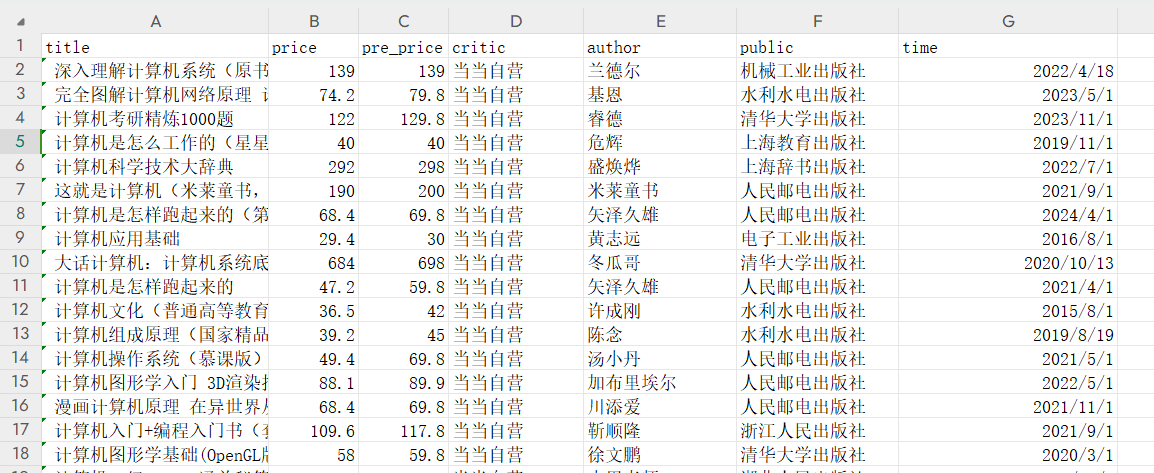 A B C D E F G
1 title price pre_price critic author public time
2 深入理解计算机系统（原书 139 139 当当自营 兰德尔 机械工业出版社 2022/4/18
3 完全图解计算机网络原理 74.2 79.8 当当自营 基恩 水利水电出版社 2023/5/1
4 计算机考研精炼1000题 122 129.8 当当自营 睿德 清华大学出版社 2023/11/1
5 计算机是怎么工作的（星星 40 40 当当自营 危辉 上海教育出版社 2019/11/1
6 计算机科学技术大辞典 292 298 当当自营 盛焕烨 上海辞书出版社 2022/7/1
7 这就是计算机（米莱童书， 190 200 当当自营 米莱童书 人民邮电出版社 2021/9/1
8 计算机是怎样跑起来的（第 68.4 69.8 当当自营 矢泽久雄 人民邮电出版社 2024/4/1
9 计算机应用基础 29.4 30 当当自营 黄志远 电子工业出版社 2016/8/1
10 大话计算机：计算机系统底 684 698 当当自营 冬瓜哥 清华大学出版社 2020/10/13
11 计算机是怎样跑起来的 47.2 59.8 当当自营 矢泽久雄 人民邮电出版社 2021/4/1
12 计算机文化（普通高等教育 36.5 42 当当自营 许成刚 水利水电出版社 2015/8/1
13 计算机组成原理（国家精品 39.2 45 当当自营 陈念 水利水电出版社 2019/8/19
14 计算机操作系统（慕课版） 49.4 69.8 当当自营 汤小丹 人民邮电出版社 2021/5/1
15 计算机图形学入门 3D渲染 88.1 89.9 当当自营 加布里埃尔 人民邮电出版社 2022/5/1
16 漫画计算机原理 在异世界 68.4 69.8 当当自营 川添爱 人民邮电出版社 2021/11/1
17 计算机入门+编程入门书（套 109.6 117.8 当当自营 靳顺隆 浙江人民出版社 2021/9/1
18 计算机图形学基础(OpenGL版 58 59.8 当当自营 徐文鹏 清华大学出版社 2020/3/1